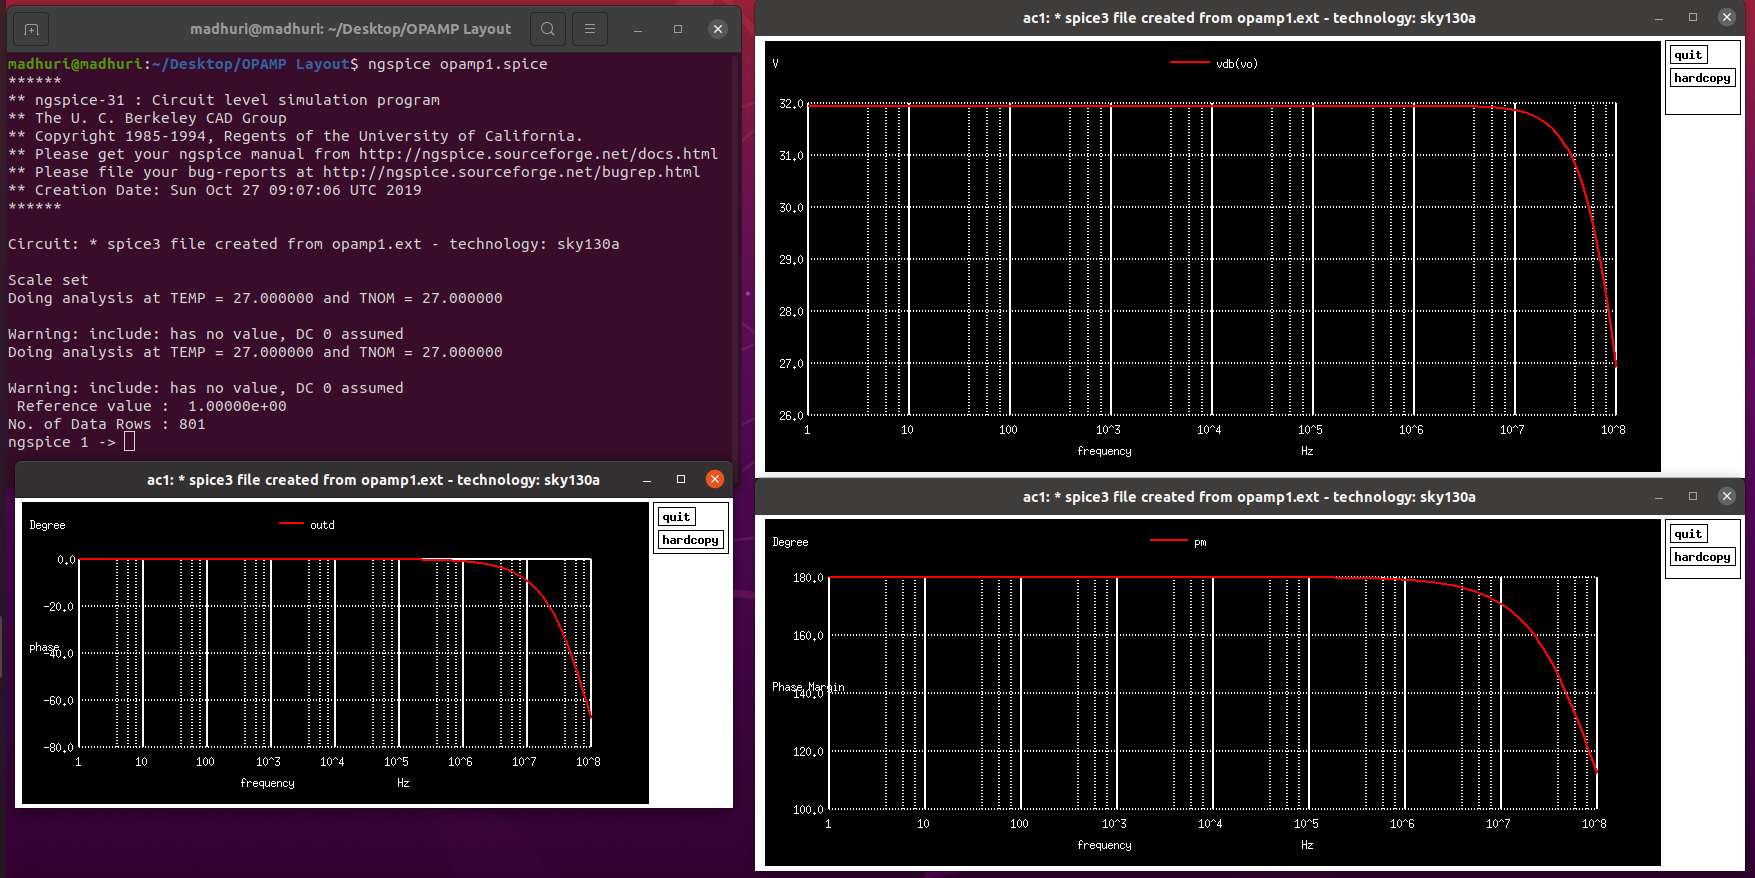 madhuri@madhuri: ~/Desktop/OPAMP Layout
madhuri@madhuri:~/Desktop/OPAMP Layout$ ngspice opamp1.spice
******
** ngspice-31 : Circuit level simulation program
** The U. C. Berkeley CAD Group
** Copyright 1985-1994, Regents of the University of California.
** Please get your ngspice manual from http://ngspice.sourceforge.net/docs.html
** Please file your bug-reports at http://ngspice.sourceforge.net/bugrep.html
** Creation Date: Sun Oct 27 09:07:06 UTC 2019
******
Circuit: * spice3 file created from opamp1.ext - technology: sky130a
Scale set
Doing analysis at TEMP = 27.000000 and TNOM = 27.000000
Warning: include: has no value, DC 0 assumed
Doing analysis at TEMP = 27.000000 and TNOM = 27.000000
Warning: include: has no value, DC 0 assumed
Reference value :  1.00000e+00
No. of Data Rows : 801
ngspice 1 ->
ac1: * spice3 file created from opamp1.ext - technology: sky130a
quit
hardcopy
V
vdb(vo)
32.0
31.0
30.0
29.0
28.0
27.0
26.0
1 10 100 10^3 10^4 10^5 10^6 10^7 10^8
frequency Hz
ac1: * spice3 file created from opamp1.ext - technology: sky130a
quit
hardcopy
Degree
outd
0.0
-20.0
phase
-40.0
-60.0
-80.0
1 10 100 10^3 10^4 10^5 10^6 10^7 10^8
frequency Hz
ac1: * spice3 file created from opamp1.ext - technology: sky130a
quit
hardcopy
Degree
pm
180.0
160.0
Phase Margin
140.0
120.0
100.0
1 10 100 10^3 10^4 10^5 10^6 10^7 10^8
frequency Hz